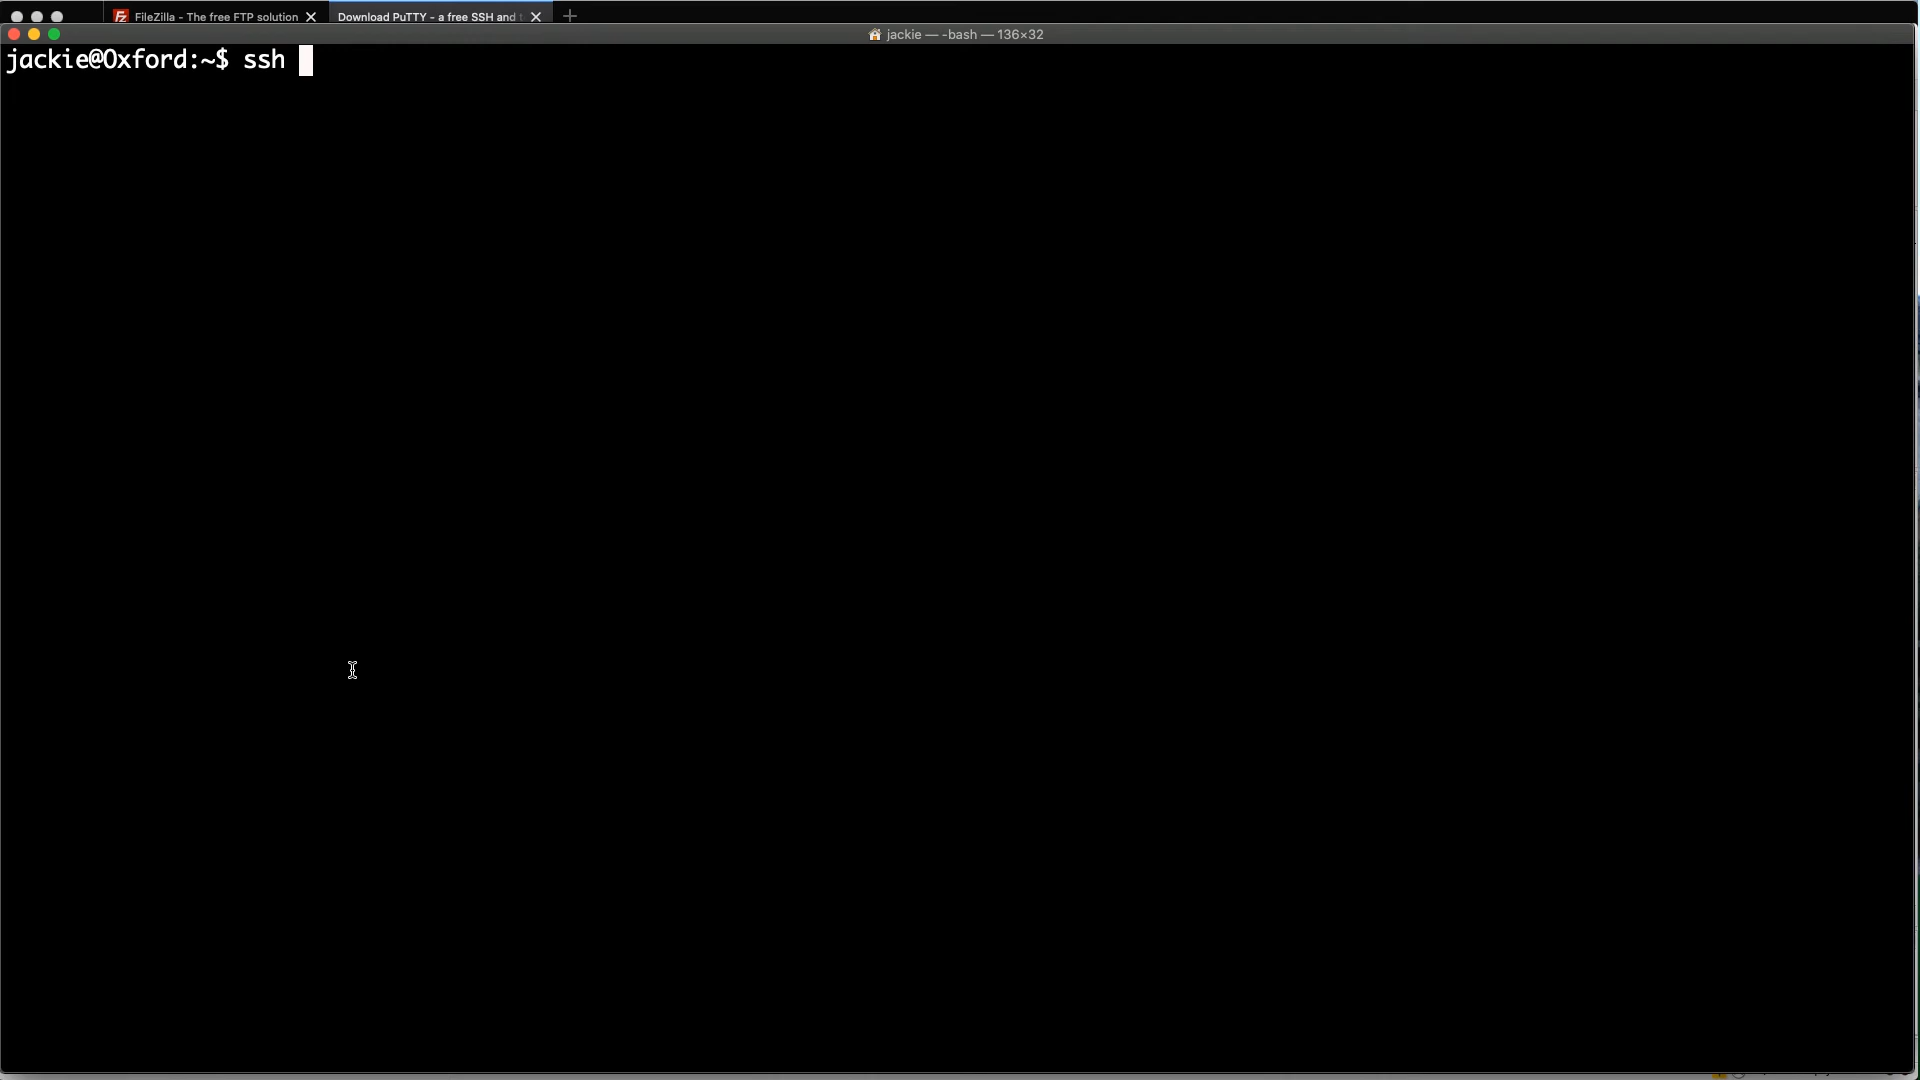 FileZilla - The free FTP solution
Download PuTTY - a free SSH and
jackie — -bash — 136×32
jackie@Oxford:~$ ssh